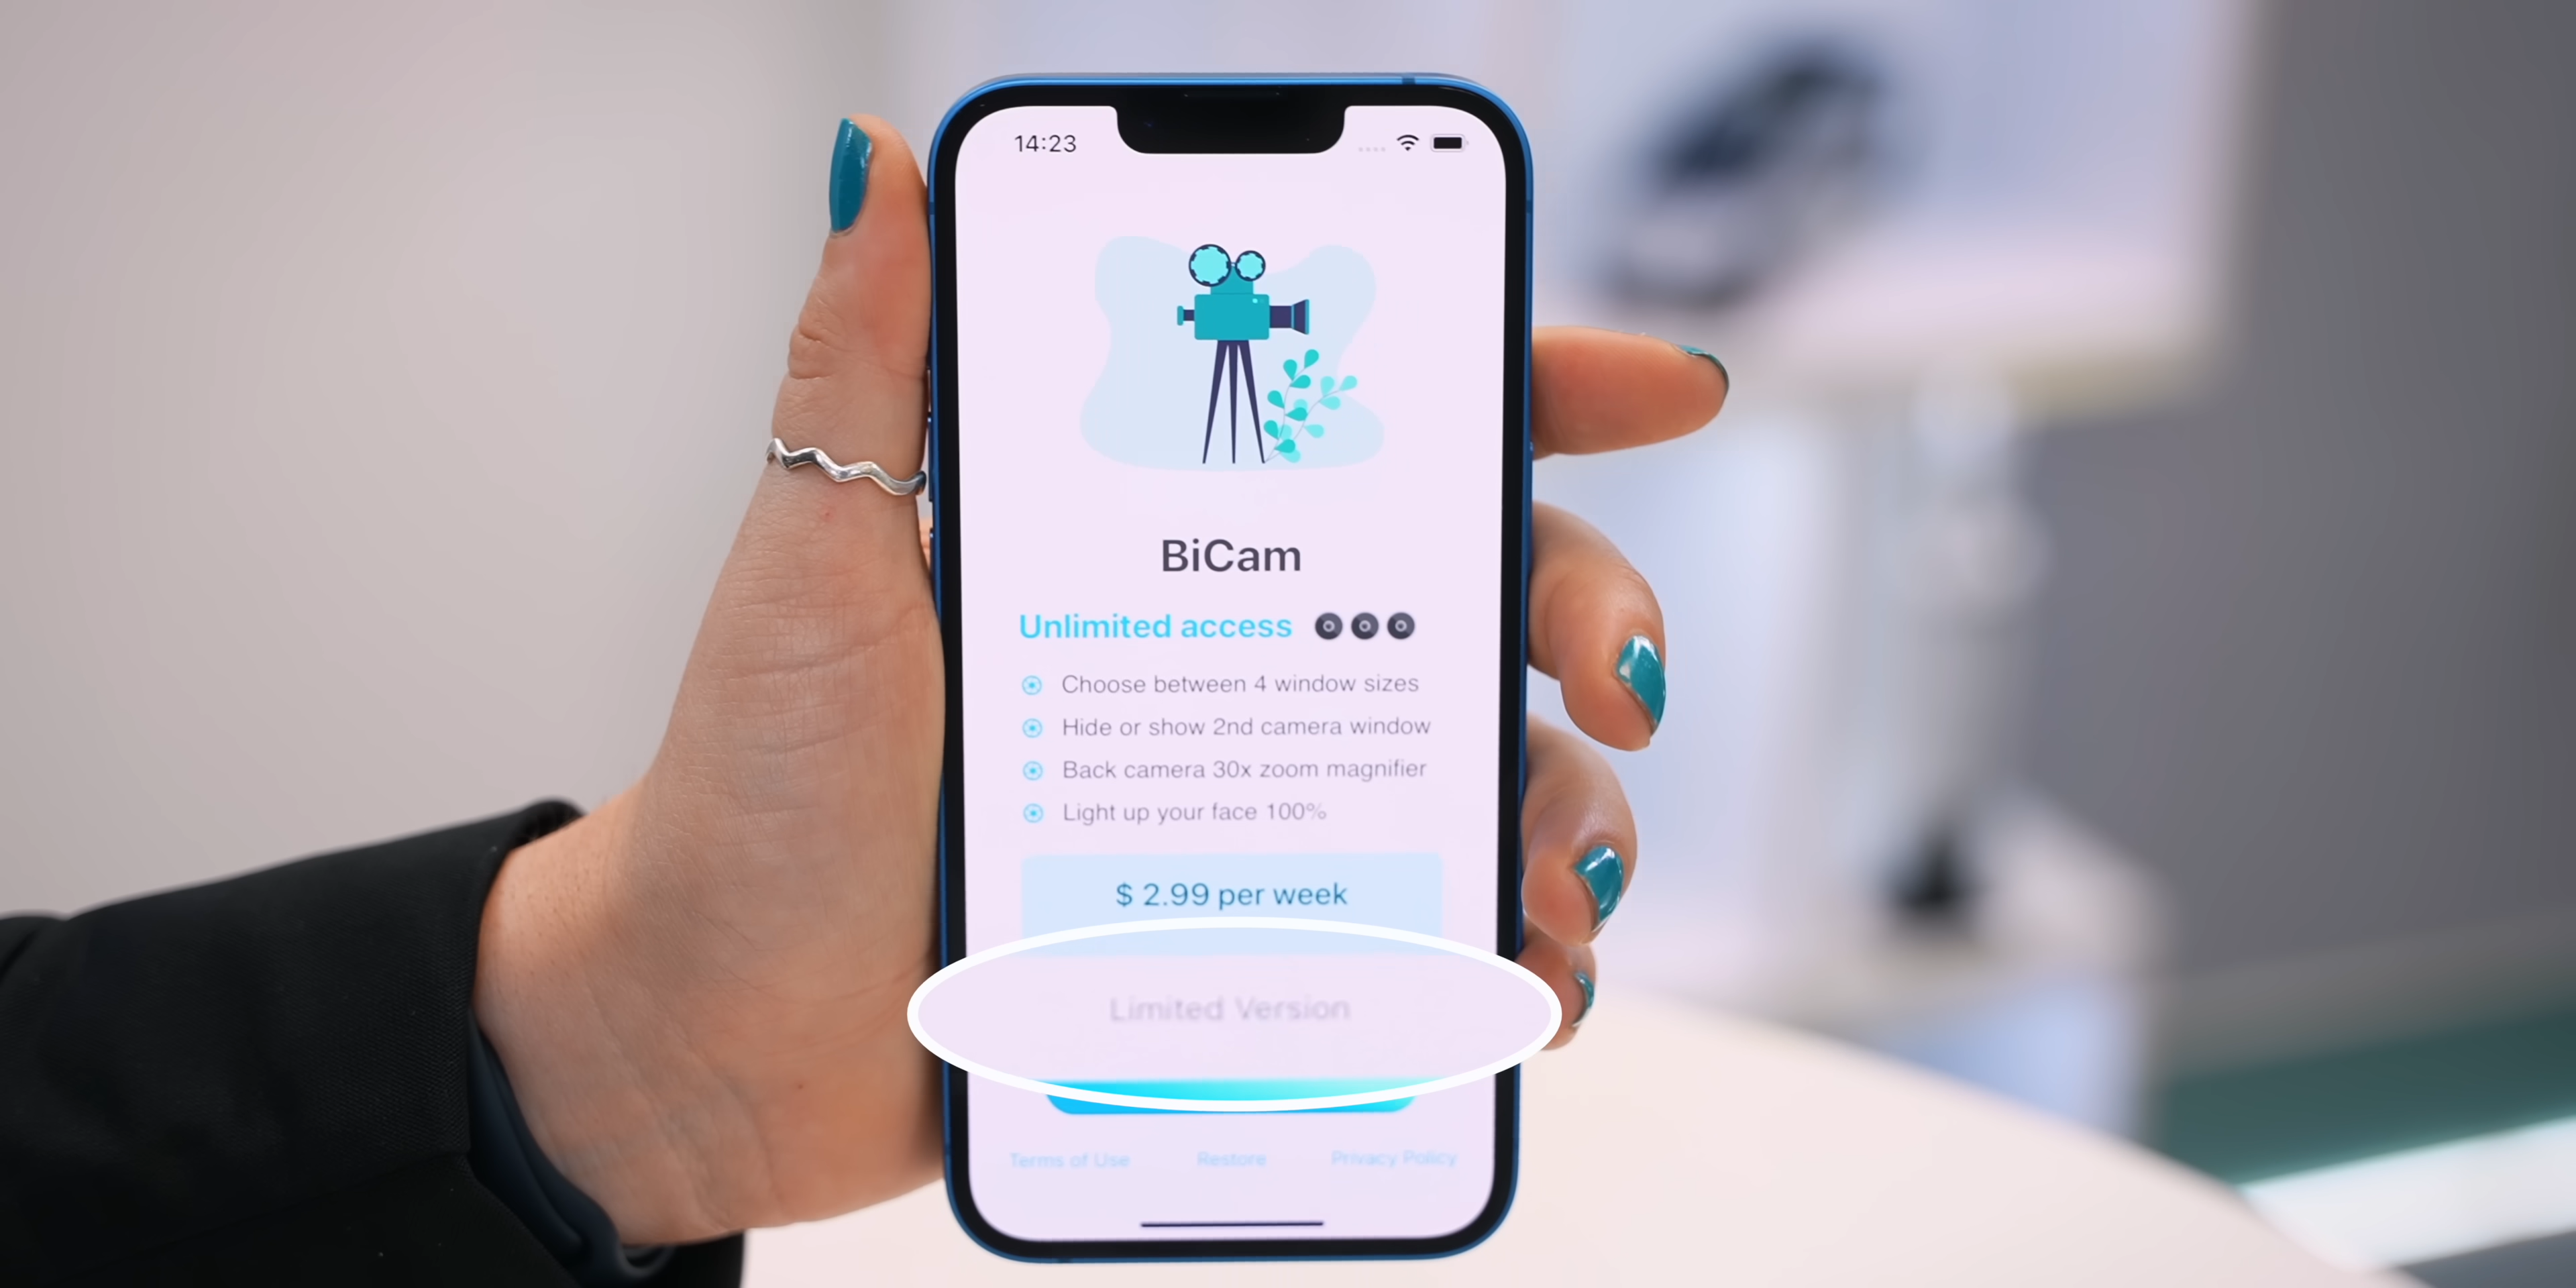 14:23
BiCam
Unlimited access
Choose between 4 window sizes
Hide or show 2nd camera window
Back camera 30x zoom magnifier
Light up your face 100%
$ 2.99 per week
Limited Version
Terms of Use Restore Privacy Policy